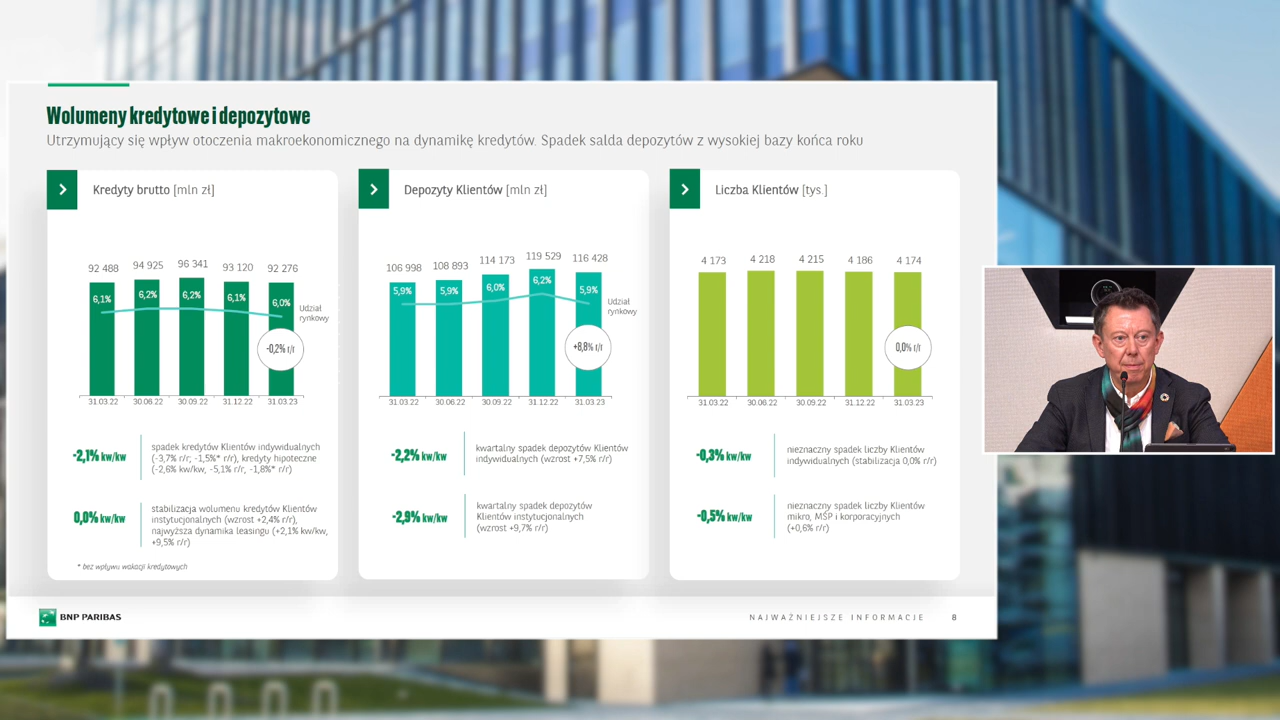 Wolumeny kredytowe i depozytowe
Utrzymujący się wpływ otoczenia makroekonomicznego na dynamikę kredytów. Spadek salda depozytów z wysokiej bazy końca roku
Kredyty brutto [mln zł]
92 488 94 925 96 341 93 120 92 276
6,1% 6,2% 6,2% 6,1% 6,0%
Udział
rynkowy
-0,2% r/r
31.03.22 30.06.22 30.09.22 31.12.22 31.03.23
-2,1% kw/kw
spadek kredytów Klientów indywidualnych
(-3,7% r/r, -1,5%* r/r), kredyty hipoteczne
(-2,6% kw/kw, -5,1% r/r, -1,8%* r/r)
0,0% kw/kw
stabilizacja wolumenu kredytów Klientów
instytucjonalnych (wzrost +2,4% r/r),
najwyższa dynamika leasingu (+2,1% kw/kw,
+9,5% r/r)
* bez wpływu wakacji kredytowych
Depozyty Klientów [mln zł]
106 998 108 893 114 173 119 529 116 428
5,9% 5,9% 6,0% 6,2% 5,9%
Udział
rynkowy
+8,8% r/r
31.03.22 30.06.22 30.09.22 31.12.22 31.03.23
-2,2% kw/kw
kwartalny spadek depozytów Klientów
indywidualnych (wzrost +7,5% r/r)
-2,9% kw/kw
kwartalny spadek depozytów
Klientów instytucjonalnych
(wzrost +9,7% r/r)
Liczba Klientów [tys.]
4 173 4 218 4 215 4 186 4 174
0,0% r/r
31.03.22 30.06.22 30.09.22 31.12.22 31.03.23
-0,3% kw/kw
nieznaczny spadek liczby Klientów
indywidualnych (stabilizacja 0,0% r/r)
-0,5% kw/kw
nieznaczny spadek liczby Klientów
mikro, MŚP i korporacyjnych
(+0,6% r/r)
BNP PARIBAS
NAJWAŻNIEJSZE INFORMACJE 8